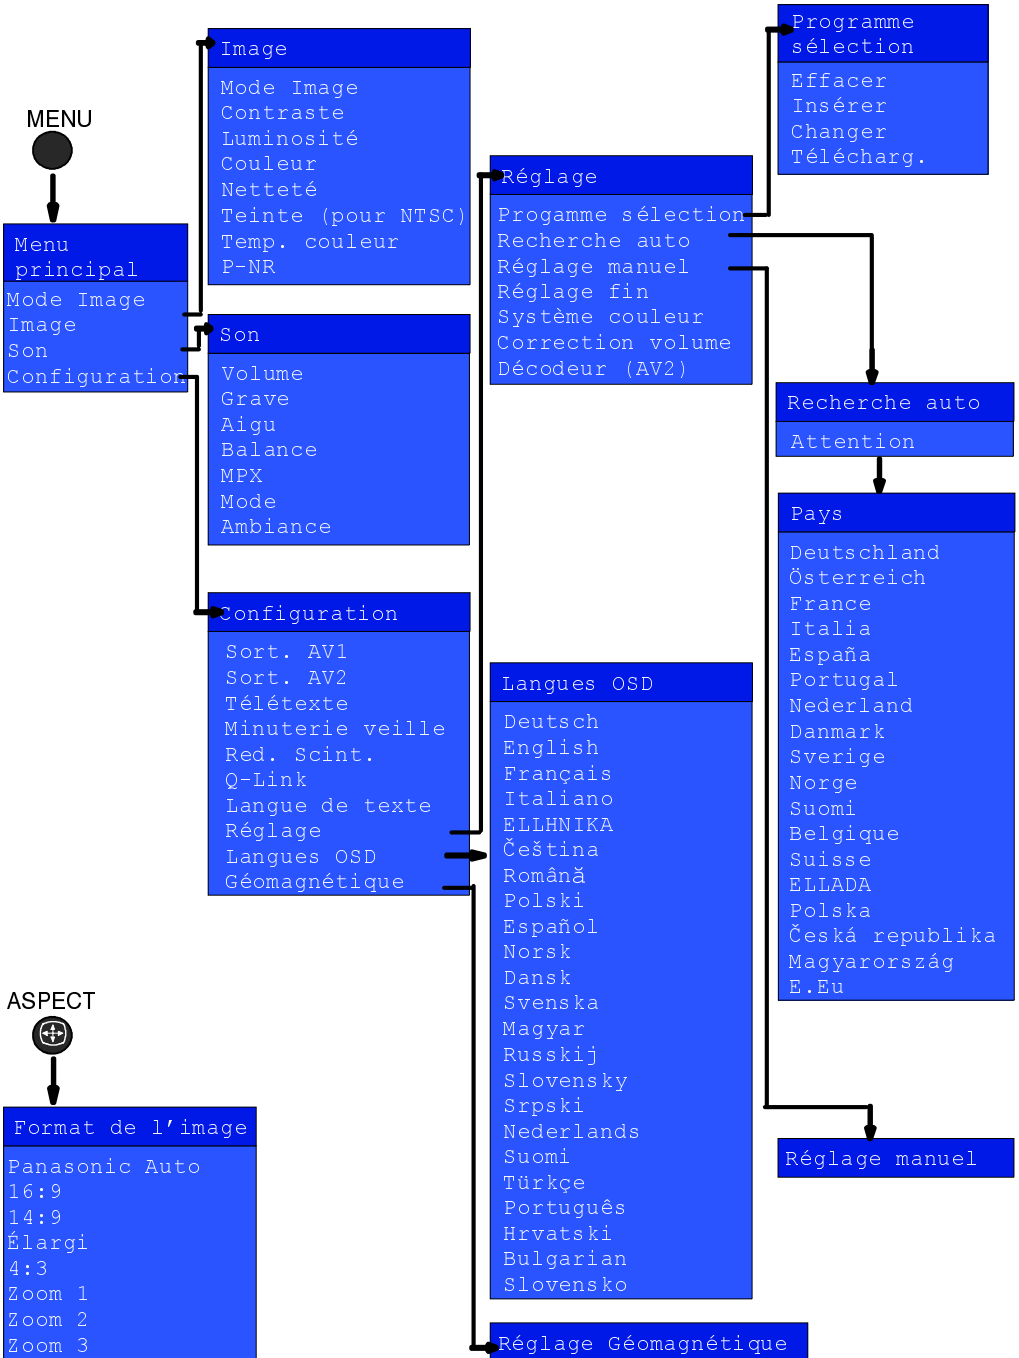 MENU
Menu
principal
Mode Image
Image
Son
Configuration
Image
Mode Image
Contraste
Luminosité
Couleur
Netteté
Teinte (pour NTSC)
Temp. couleur
P-NR
Son
Volume
Grave
Aigu
Balance
MPX
Mode
Ambiance
Configuration
Sort. AV1
Sort. AV2
Télétexte
Minuterie veille
Red. Scint.
Q-Link
Langue de texte
Réglage
Langues OSD
Géomagnétique
Réglage
Progamme sélection
Recherche auto
Réglage manuel
Réglage fin
Système couleur
Correction volume
Décodeur (AV2)
Programme
sélection
Effacer
Insérer
Changer
Télécharg.
Recherche auto
Attention
Pays
Deutschland
Österreich
France
Italia
España
Portugal
Nederland
Danmark
Sverige
Norge
Suomi
Belgique
Suisse
ELLADA
Polska
Česká republika
Magyarország
E.Eu
Langues OSD
Deutsch
English
Français
Italiano
ELLHNIKA
Čeština
Română
Polski
Español
Norsk
Dansk
Svenska
Magyar
Russkij
Slovensky
Srpski
Nederlands
Suomi
Türkçe
Português
Hrvatski
Bulgarian
Slovensko
Réglage manuel
Réglage Géomagnétique
ASPECT
Format de l'image
Panasonic Auto
16:9
14:9
Élargi
4:3
Zoom 1
Zoom 2
Zoom 3